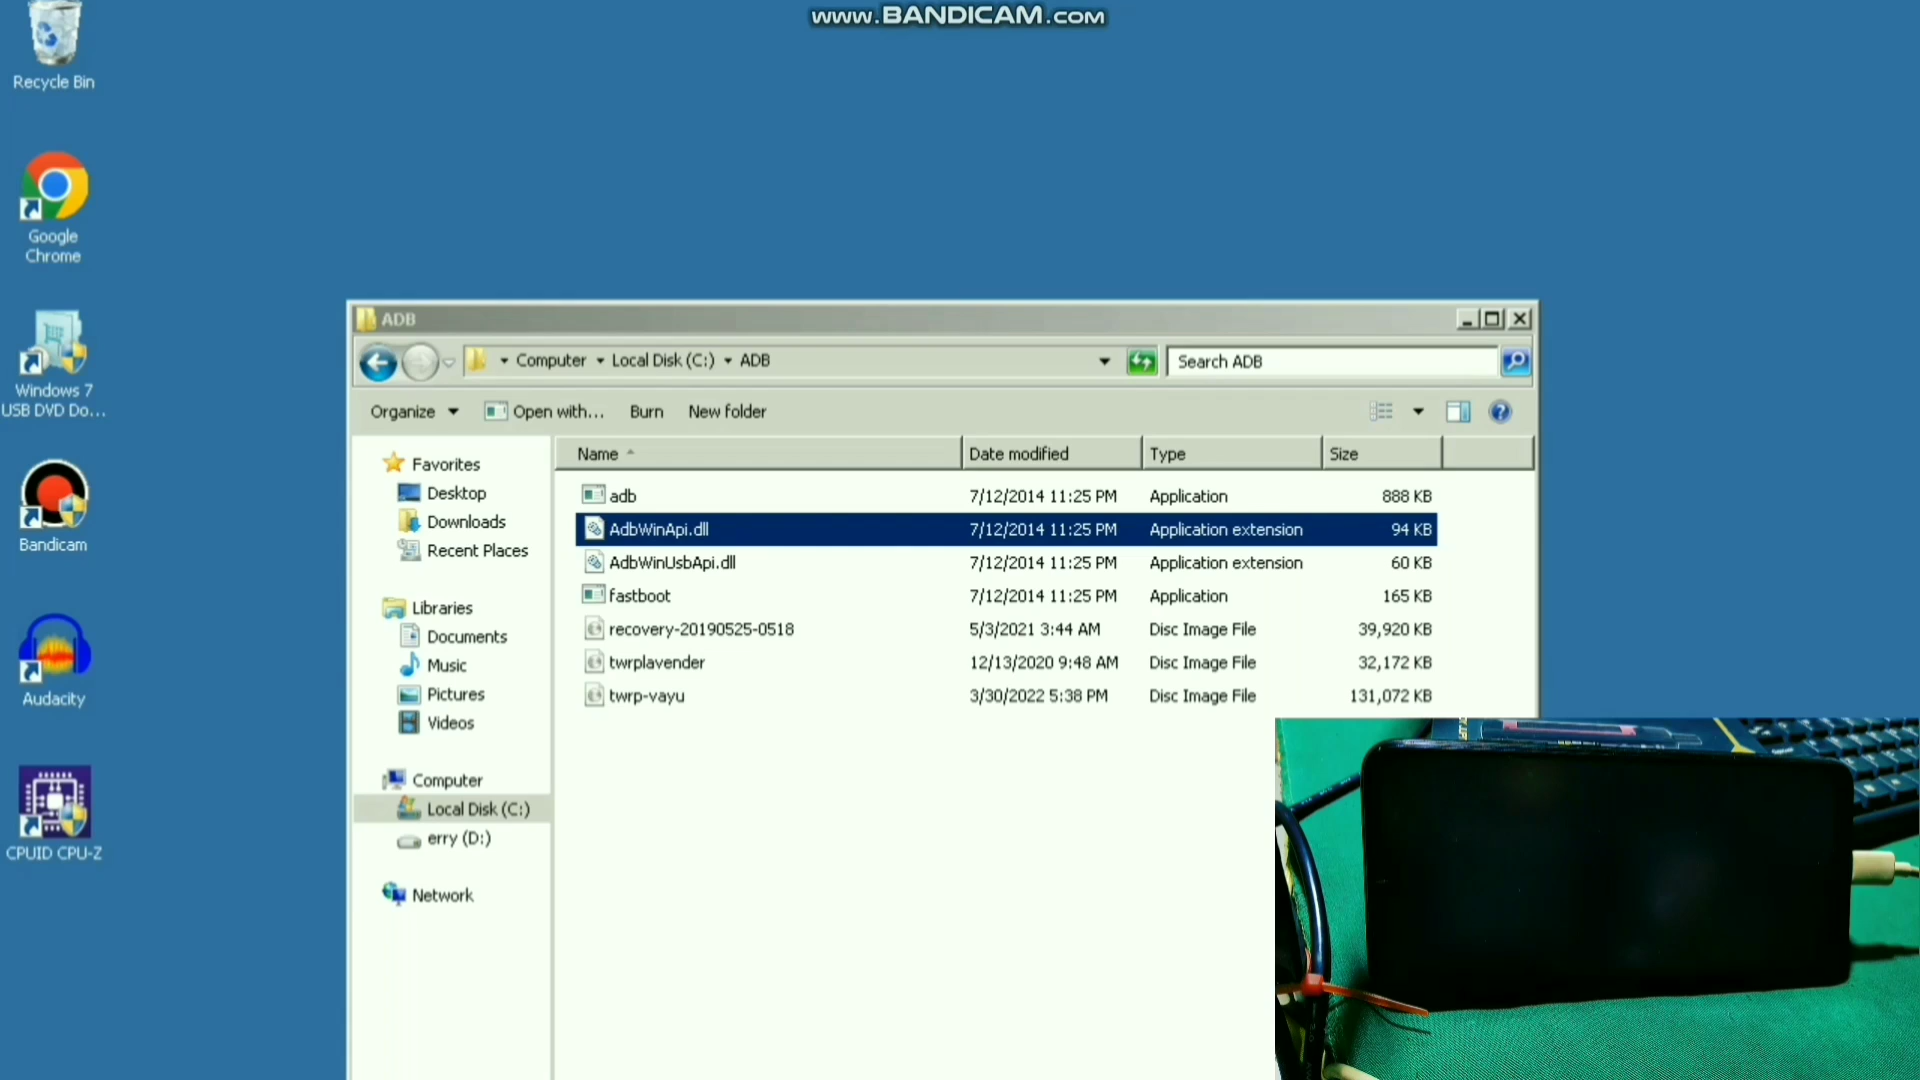 www.BANDICAM.com
Recycle Bin
Google
Chrome
Windows 7
USB DVD Do...
Bandicam
Audacity
CPUID CPU-Z
ADB
Computer
Local Disk (C:)
ADB
Search ADB
Organize
Open with...
Burn
New folder
Favorites
Desktop
Downloads
Recent Places
Libraries
Documents
Music
Pictures
Videos
Computer
Local Disk (C:)
erry (D:)
Network
Name Date modified Type Size
adb 7/12/2014 11:25 PM Application 888 KB
AdbWinApi.dll 7/12/2014 11:25 PM Application extension 94 KB
AdbWinUsbApi.dll 7/12/2014 11:25 PM Application extension 60 KB
fastboot 7/12/2014 11:25 PM Application 165 KB
recovery-20190525-0518 5/3/2021 3:44 AM Disc Image File 39,920 KB
twrplavender 12/13/2020 9:48 AM Disc Image File 32,172 KB
twrp-vayu 3/30/2022 5:38 PM Disc Image File 131,072 KB